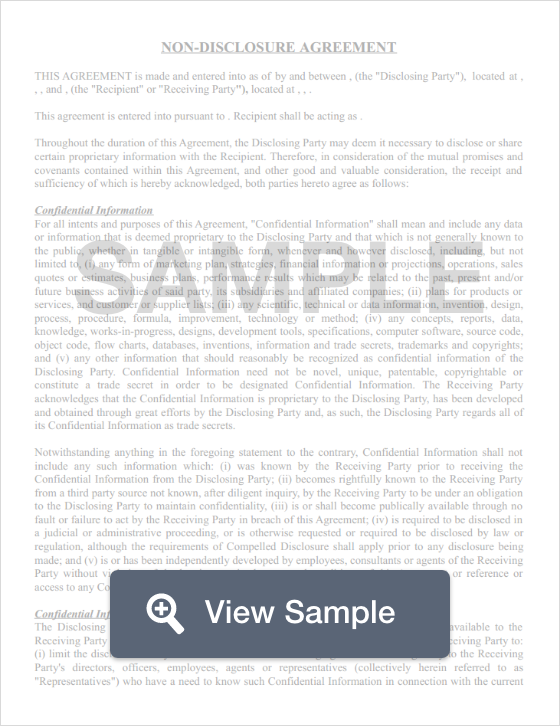 NON-DISCLOSURE AGREEMENT
THIS AGREEMENT is made and entered into as of by and between , (the "Disclosing Party"), located at ,
, , and , (the "Recipient" or "Receiving Party"), located at , , .
This agreement is entered into pursuant to . Recipient shall be acting as .
Throughout the duration of this Agreement, the Disclosing Party may deem it necessary to disclose or share
certain proprietary information with the Recipient. Therefore, in consideration of the mutual promises and
covenants contained within this Agreement, and other good and valuable consideration, the receipt and
sufficiency of which is hereby acknowledged, both parties hereto agree as follows:
Confidential Information
For all intents and purposes of this Agreement, "Confidential Information" shall mean and include any data
or information that is deemed proprietary to the Disclosing Party and that which is not generally known to
the public, whether in tangible or intangible form, whenever and however disclosed, including, but not
limited to, (i) any form of marketing plan, strategies, financial information or projections, operations, sales
quotes or estimates, business plans, performance results which may be related to the past, present and/or
future business activities of said party, its subsidiaries and affiliated companies; (ii) plans for products or
services, and customer or supplier lists; (iii) any scientific, technical or data information, invention, design,
process, procedure, formula, improvement, technology or method; (iv) any concepts, reports, data,
knowledge, works-in-progress, designs, development tools, specifications, computer software, source code,
object code, flow charts, databases, inventions, information and trade secrets, trademarks and copyrights;
and (v) any other information that should reasonably be recognized as confidential information of the
Disclosing Party. Confidential Information need not be novel, unique, patentable, copyrightable or
constitute a trade secret in order to be designated Confidential Information. The Receiving Party
acknowledges that the Confidential Information is proprietary to the Disclosing Party, has been developed
and obtained through great efforts by the Disclosing Party and, as such, the Disclosing Party regards all of
its Confidential Information as trade secrets.
SAMPLE
Notwithstanding anything in the foregoing statement to the contrary, Confidential Information shall not
include any such information which: (i) was known by the Receiving Party prior to receiving the
Confidential Information from the Disclosing Party; (ii) becomes rightfully known to the Receiving Party
from a third party source not known, after diligent inquiry, by the Receiving Party to be under an obligation
to the Disclosing Party to maintain confidentiality, (iii) is or shall become publically available through no
fault or failure to act by the Receiving Party in breach of this Agreement; (iv) is required to be disclosed in
a judicial or administrative proceeding, or is otherwise requested or required to be disclosed by law or
regulation, although the requirements of Compelled Disclosure shall apply prior to any disclosure being
made; and (v) is or has been independently developed by employees, consultants or agents of the Receiving
Party without or reference or
access to any
View Sample
The Disclosing available to the
Receiving Party Party to:
(i) limit the the Receiving
Party's directors, officers, employees, agents or representatives (collectively herein referred to as
"Representatives") who have a need to know such Confidential Information in connection with the current